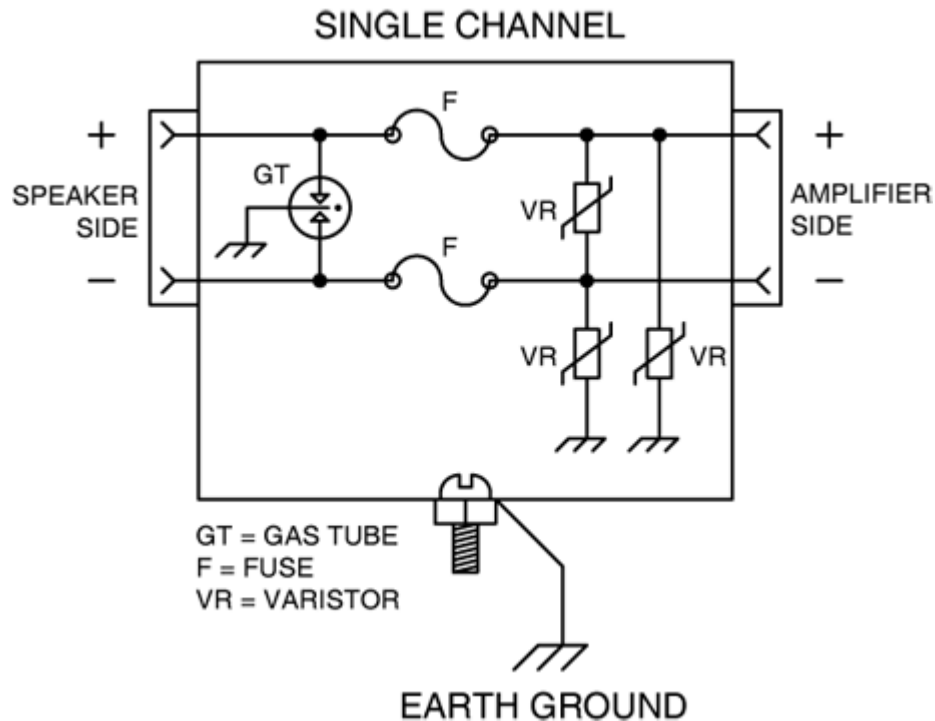 SINGLE CHANNEL
F
+
+
GT
SPEAKER
SIDE
VR
AMPLIFIER
SIDE
F
−
−
VR
VR
GT = GAS TUBE
F = FUSE
VR = VARISTOR
EARTH GROUND